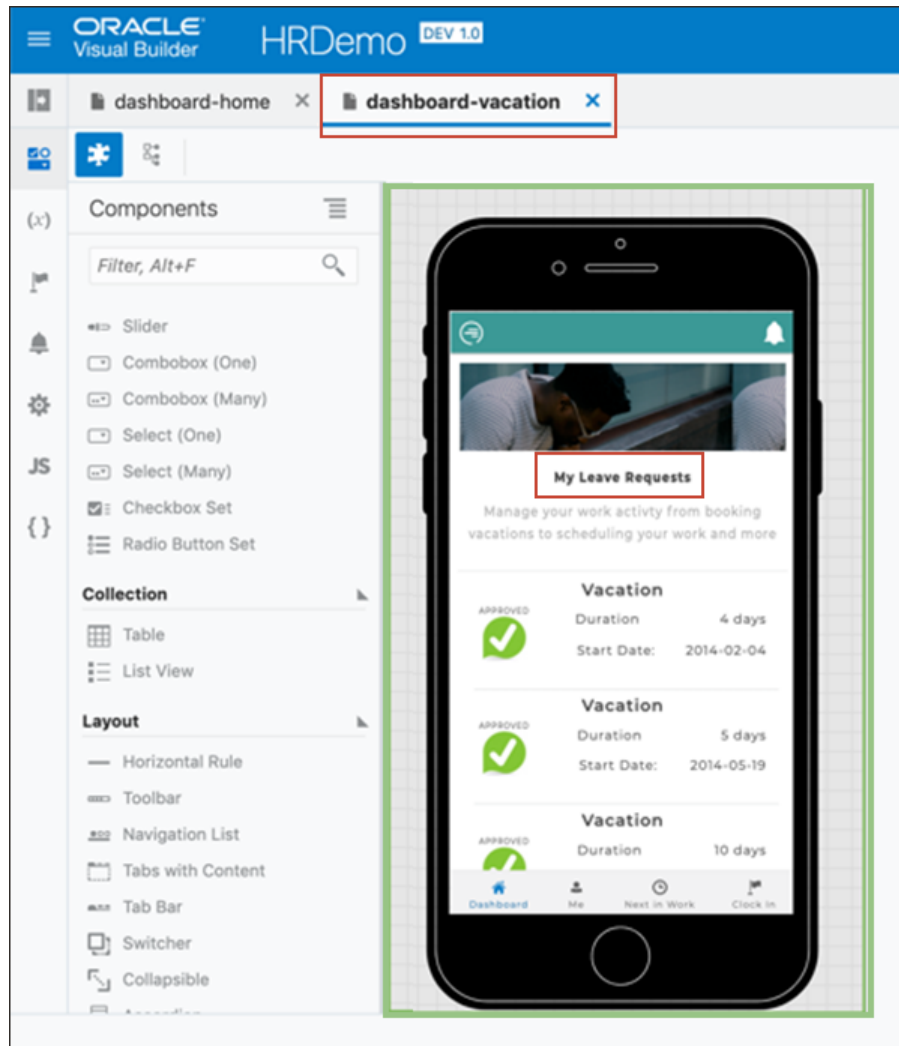 ORACLE
Visual Builder
HRDemo DEV 1.0
dashboard-home
dashboard-vacation
Components
Filter, Alt+F
(x)
Slider
Combobox (One)
Combobox (Many)
Select (One)
JS
Select (Many)
Checkbox Set
{ }
Radio Button Set
Collection
Table
List View
Layout
Horizontal Rule
Toolbar
Navigation List
Tabs with Content
Tab Bar
Switcher
Collapsible
My Leave Requests
Manage your work activty from booking
vacations to scheduling your work and more
Vacation
APPROVED
Duration 4 days
Start Date: 2014-02-04
Vacation
APPROVED
Duration 5 days
Start Date: 2014-05-19
Vacation
APPROVED
Duration 10 days
Dashboard Me Next in Work Clock In